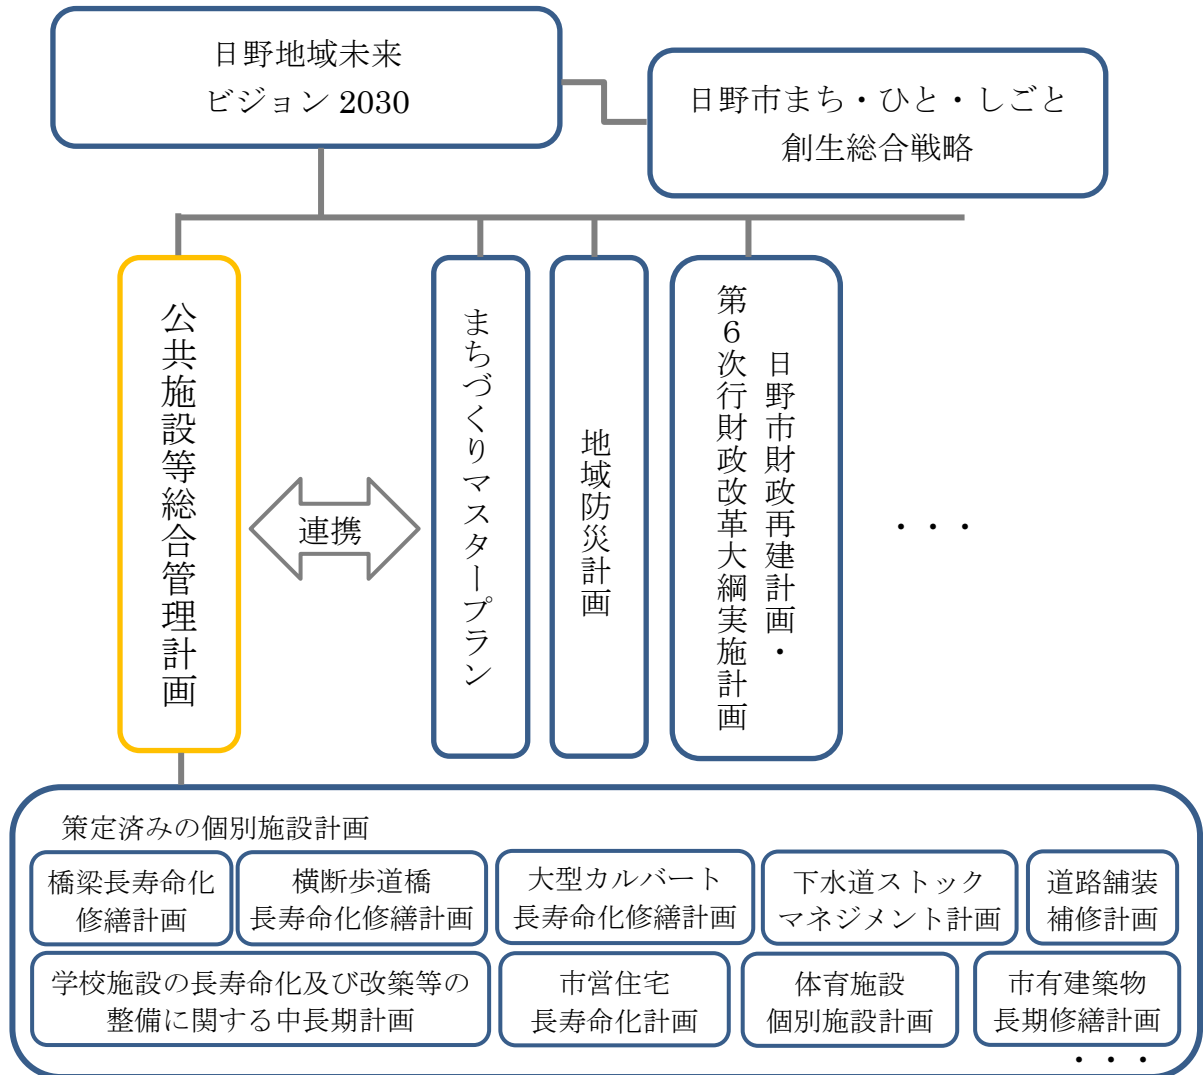 日野地域未来
ビジョン 2030
日野市まち・ひと・しごと
創生総合戦略
公共施設等総合管理計画
連携
まちづくりマスタープラン
地域防災計画
日野市財政再建計画・
第6次行財政改革大綱実施計画
・・・
策定済みの個別施設計画
橋梁長寿命化
修繕計画
横断歩道橋
長寿命化修繕計画
大型カルバート
長寿命化修繕計画
下水道ストック
マネジメント計画
道路舗装
補修計画
学校施設の長寿命化及び改築等の
整備に関する中長期計画
市営住宅
長寿命化計画
体育施設
個別施設計画
市有建築物
長期修繕計画
・・・